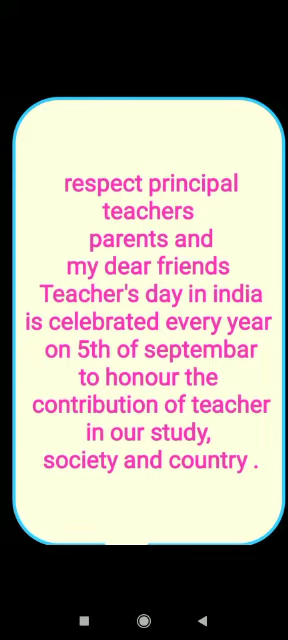 respect principal
teachers
parents and
my dear friends
Teacher's day in india
is celebrated every year
on 5th of septembar
to honour the
contribution of teacher
in our study,
society and country .